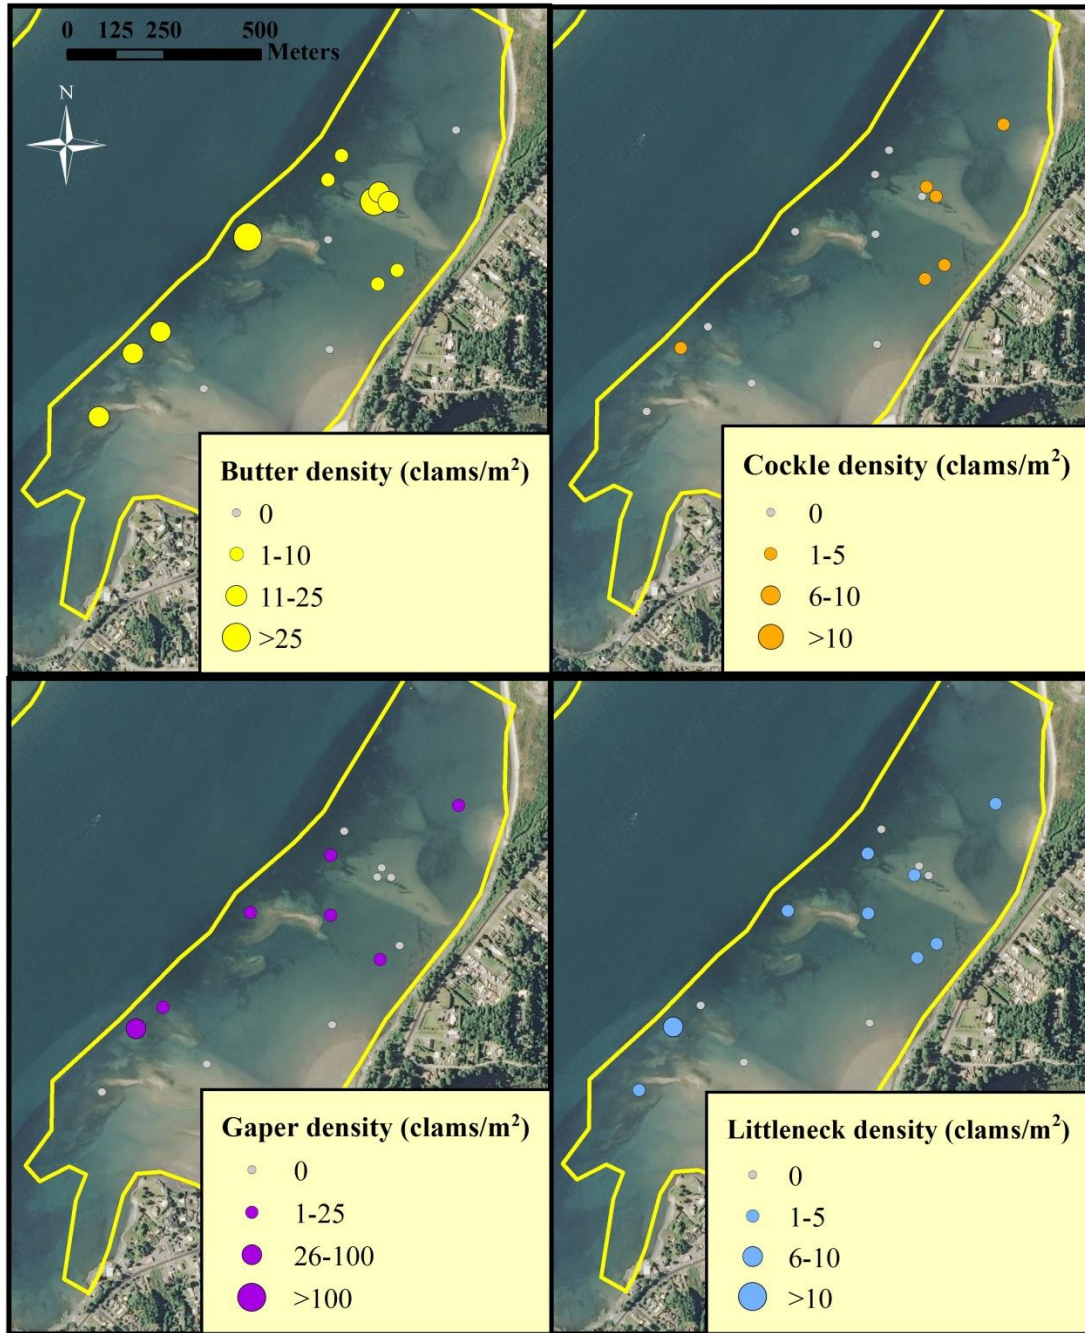 0 125 250 500
Meters
N
Butter density (clams/m²)
0
1-10
11-25
>25
Cockle density (clams/m²)
0
1-5
6-10
>10
Gaper density (clams/m²)
0
1-25
26-100
>100
Littleneck density (clams/m²)
0
1-5
6-10
>10